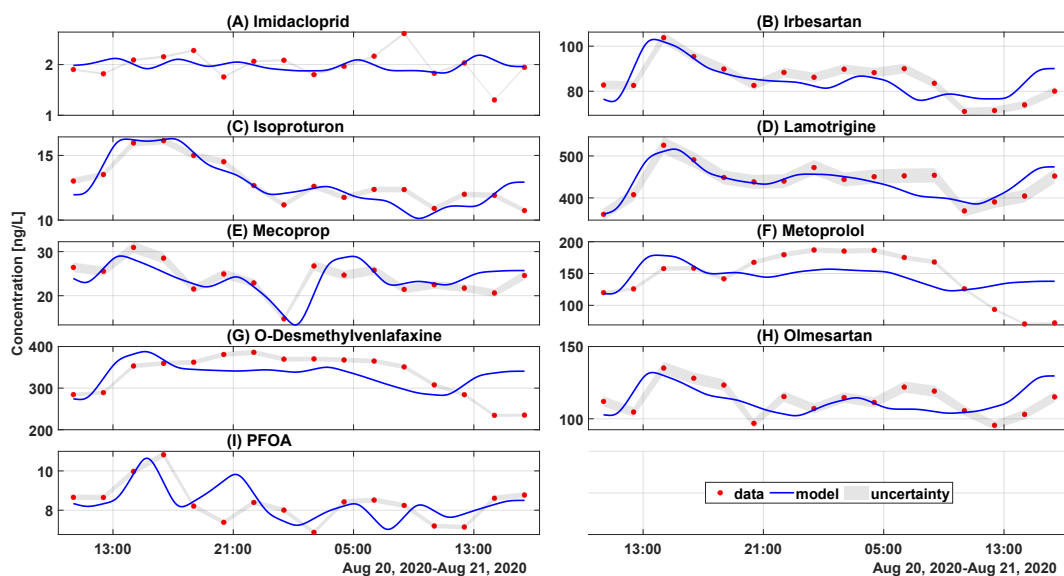 (A) Imidacloprid
2
1
(B) Irbesartan
100
80
(C) Isoproturon
15
10
(D) Lamotrigine
500
400
(E) Mecoprop
30
20
(F) Metoprolol
200
150
100
(G) O-Desmethylvenlafaxine
400
300
200
(H) Olmesartan
150
100
(I) PFOA
10
8
Concentration [ng/L]
data model uncertainty
13:00 21:00 05:00 13:00
Aug 20, 2020-Aug 21, 2020
13:00 21:00 05:00 13:00
Aug 20, 2020-Aug 21, 2020